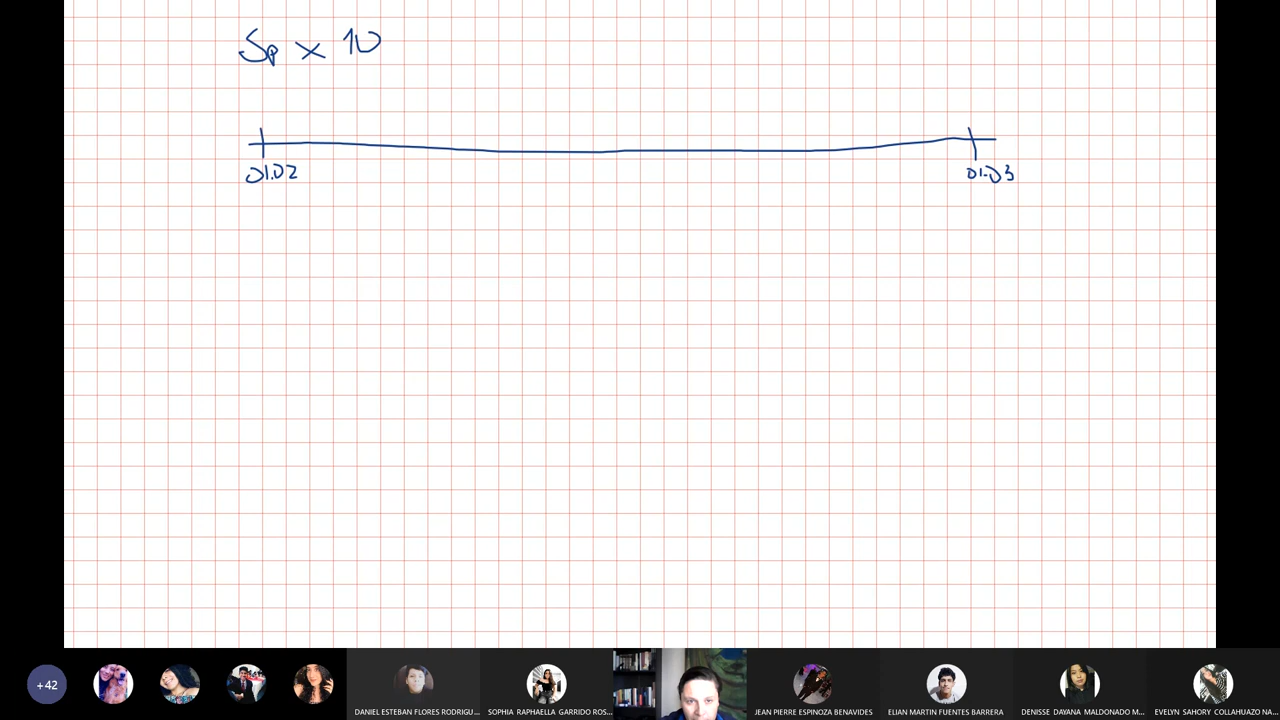 Sp x 10
01.02 01.03
+42 DANIEL ESTEBAN FLORES RODRIGU... SOPHIA RAPHAELLA GARRIDO ROS... JEAN PIERRE ESPINOZA BENAVIDES ELIAN MARTIN FUENTES BARRERA DENISSE DAYANA MALDONADO M... EVELYN SAHORY COLLAHUAZO NA...